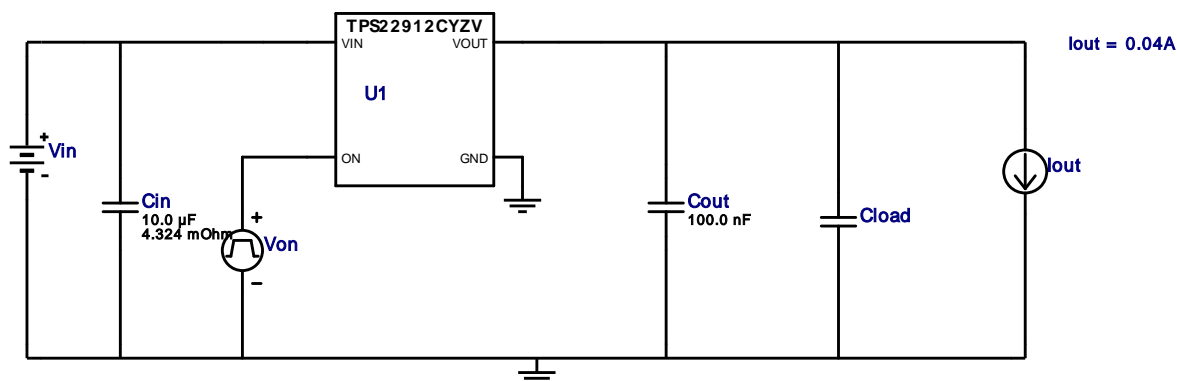 TPS22912CYZV
VIN
VOUT
Iout = 0.04A
U1
+
Vin
-
ON
GND
Iout
Cin
10.0 µF
4.324 mOhm
+
Von
-
Cout
100.0 nF
Cload